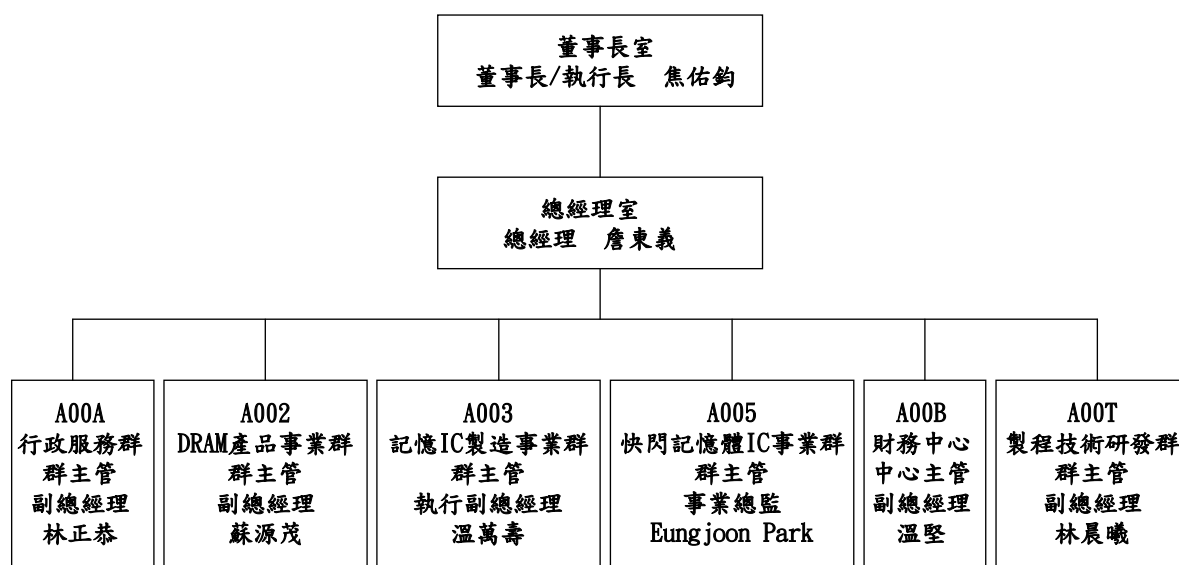 董事長室
董事長/執行長　焦佑鈞
總經理室
總經理　詹東義
A00A
行政服務群
群主管
副總經理
林正恭
A002
DRAM產品事業群
群主管
副總經理
蘇源茂
A003
記憶IC製造事業群
群主管
執行副總經理
溫萬壽
A005
快閃記憶體IC事業群
群主管
事業總監
Eungjoon Park
A00B
財務中心
中心主管
副總經理
溫堅
A00T
製程技術研發群
群主管
副總經理
林晨曦